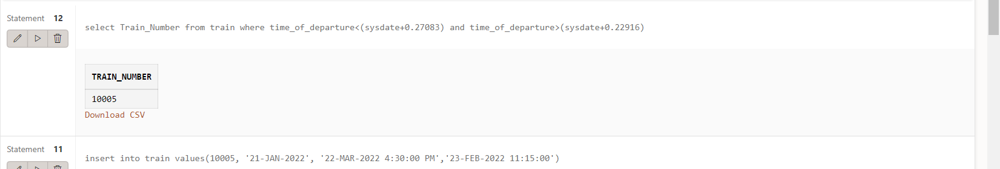 Statement 12
select Train_Number from train where time_of_departure<(sysdate+0.27083) and time_of_departure>(sysdate+0.22916)
TRAIN_NUMBER
10005
Download CSV
Statement 11
insert into train values(10005, '21-JAN-2022', '22-MAR-2022 4:30:00 PM','23-FEB-2022 11:15:00')